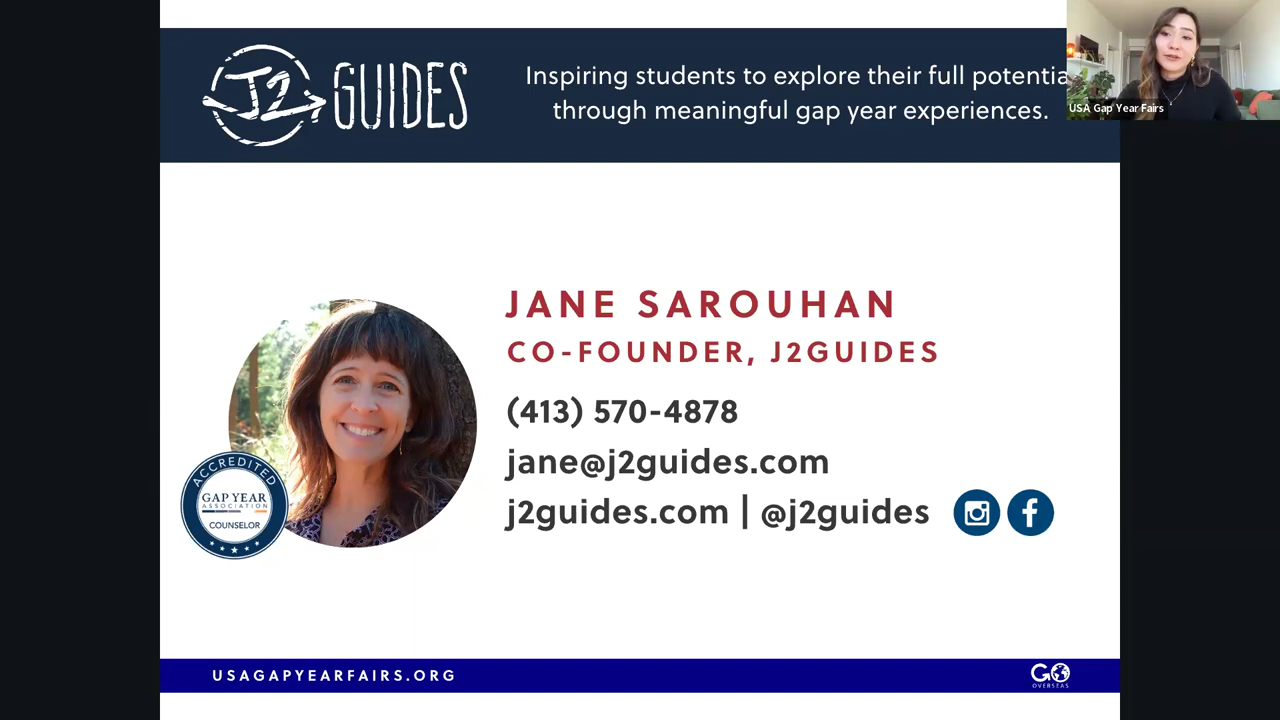 J2 GUIDES
Inspiring students to explore their full potentia
through meaningful gap year experiences.
USA Gap Year Fairs
JANE SAROUHAN
CO-FOUNDER, J2GUIDES
(413) 570-4878
jane@j2guides.com
j2guides.com | @j2guides
ACCREDITED
GAP YEAR
ASSOCIATION
COUNSELOR
USAGAPYEARFAIRS.ORG
GO
OVERSEAS